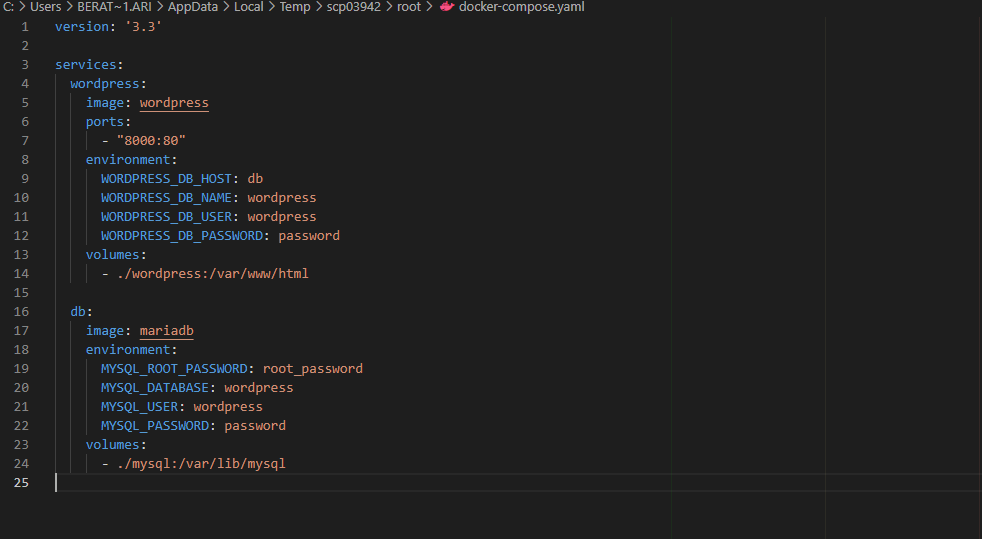 C: > Users > BERAT~1.ARI > AppData > Local > Temp > scp03942 > root > docker-compose.yaml
1 version: '3.3'
2
3 services:
4   wordpress:
5     image: wordpress
6     ports:
7       - "8000:80"
8     environment:
9       WORDPRESS_DB_HOST: db
10       WORDPRESS_DB_NAME: wordpress
11       WORDPRESS_DB_USER: wordpress
12       WORDPRESS_DB_PASSWORD: password
13     volumes:
14       - ./wordpress:/var/www/html
15
16   db:
17     image: mariadb
18     environment:
19       MYSQL_ROOT_PASSWORD: root_password
20       MYSQL_DATABASE: wordpress
21       MYSQL_USER: wordpress
22       MYSQL_PASSWORD: password
23     volumes:
24       - ./mysql:/var/lib/mysql
25